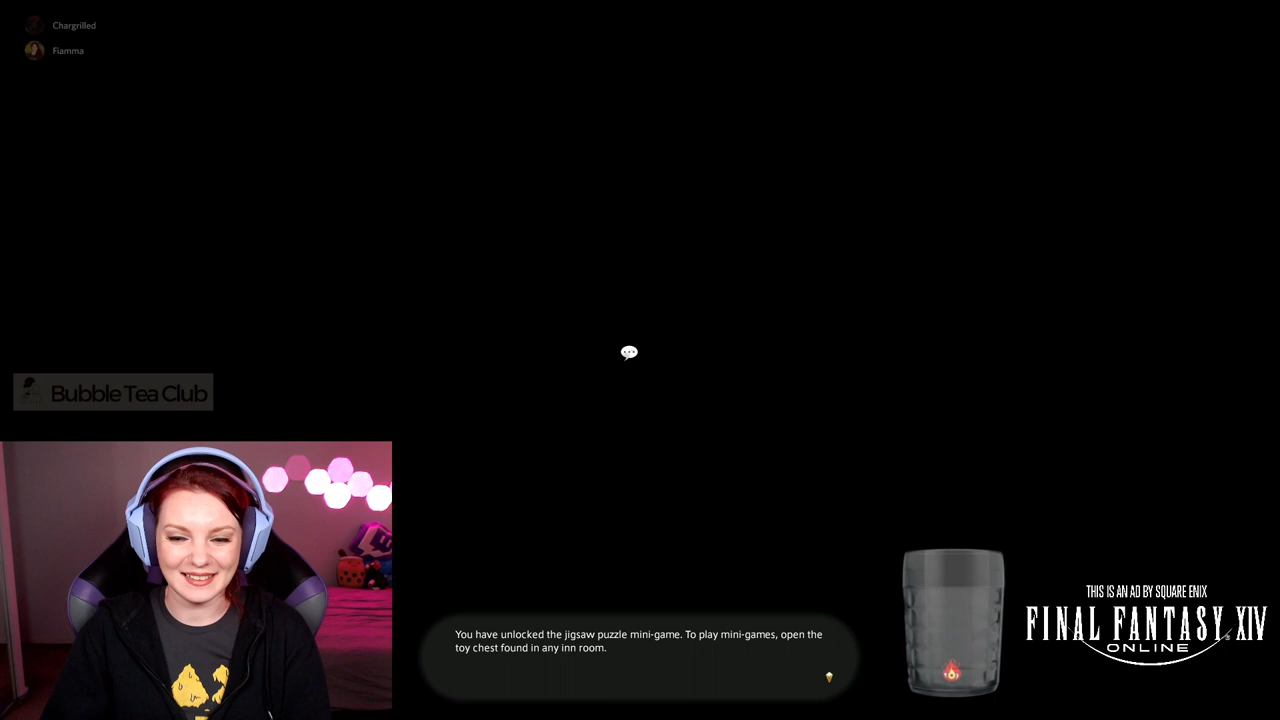 Chargrilled
Fiamma
Bubble Tea Club
You have unlocked the jigsaw puzzle mini-game. To play mini-games, open the
toy chest found in any inn room.
THIS IS AN AD BY SQUARE ENIX
FINAL FANTASY XIV
ONLINE